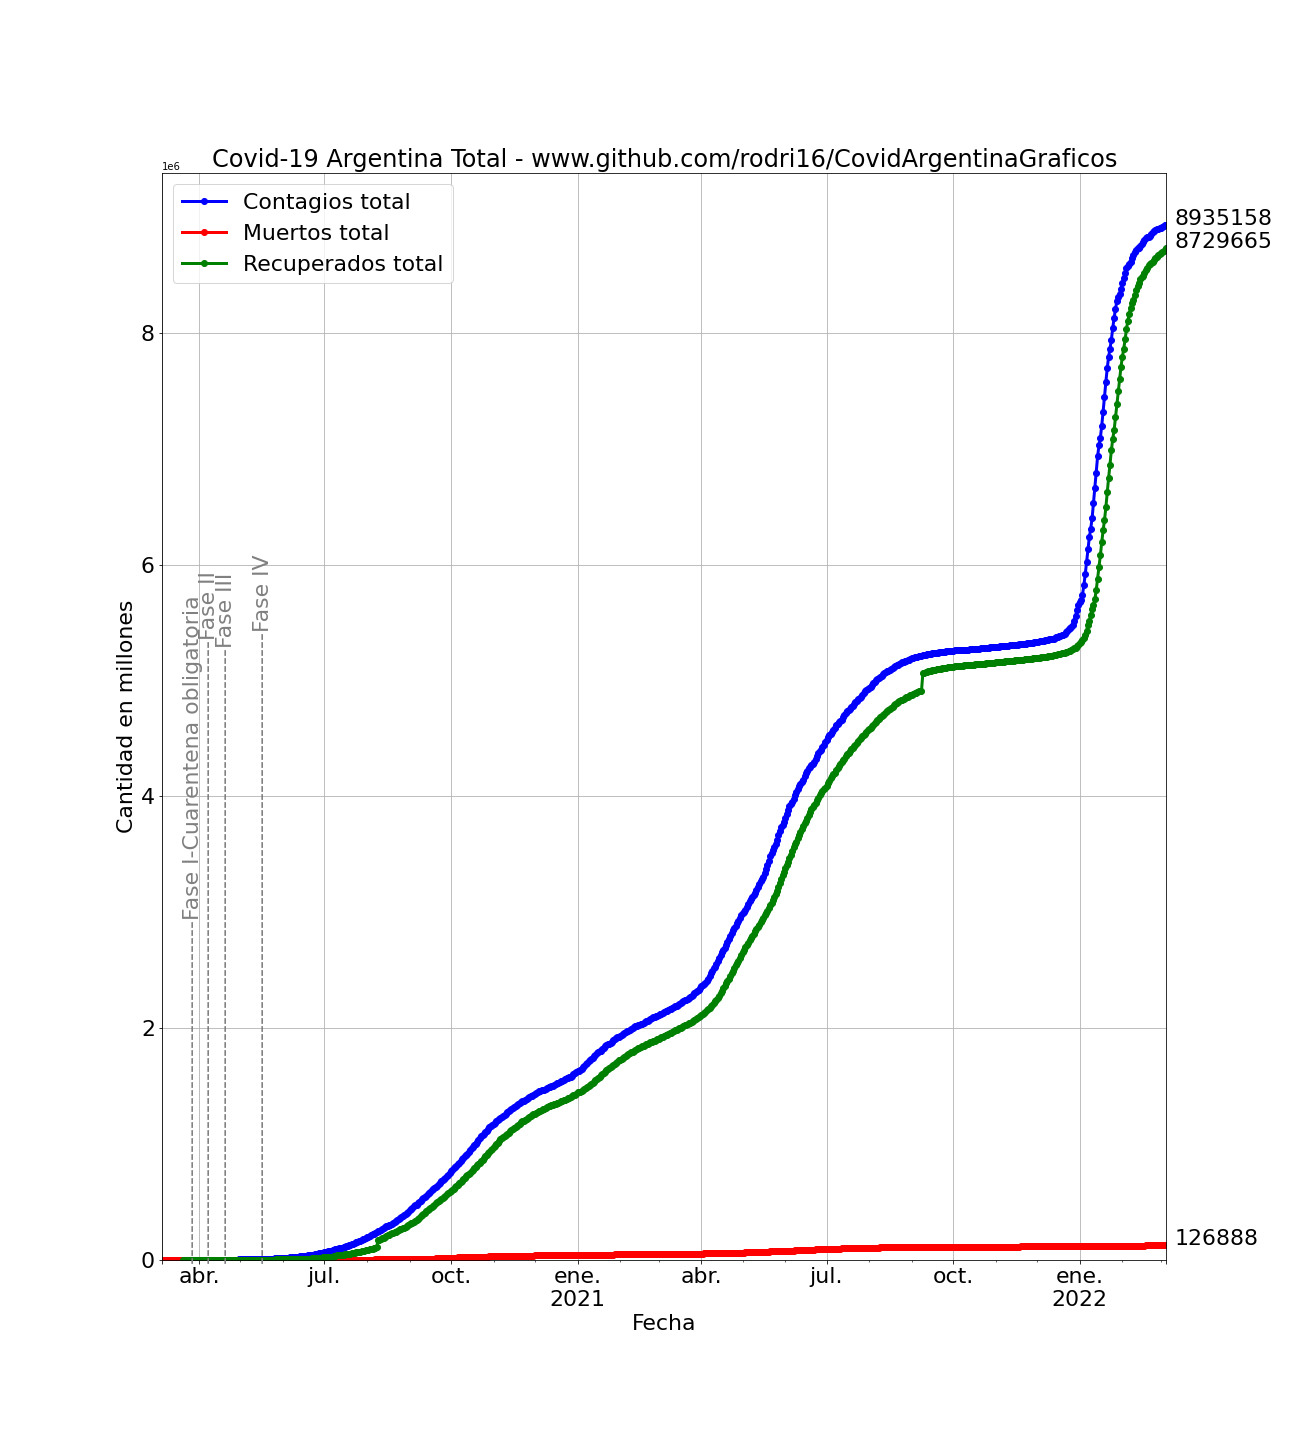 Covid-19 Argentina Total - www.github.com/rodri16/CovidArgentinaGraficos
1e6
Contagios total
Muertos total
Recuperados total
8935158
8729665
126888
8
6
4
2
0
Cantidad en millones
Fase I-Cuarentena obligatoria
Fase II
Fase III
Fase IV
abr.
jul.
oct.
ene.
2021
abr.
jul.
oct.
ene.
2022
Fecha